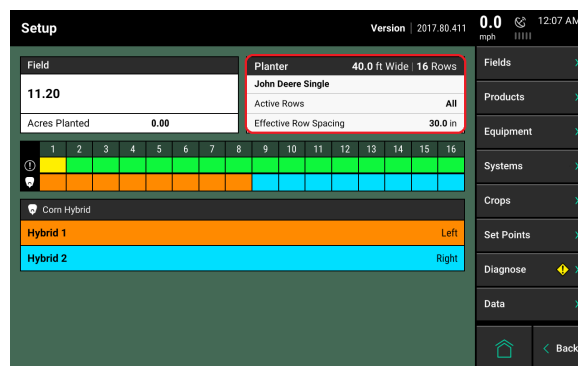 Setup
Version | 2017.80.411
0.0 mph
12:07 AM
Field
11.20
Acres Planted 0.00
Planter 40.0 ft Wide | 16 Rows
John Deere Single
Active Rows All
Effective Row Spacing 30.0 in
1 2 3 4 5 6 7 8 9 10 11 12 13 14 15 16
Corn Hybrid
Hybrid 1 Left
Hybrid 2 Right
Fields
Products
Equipment
Systems
Crops
Set Points
Diagnose
Data
Back